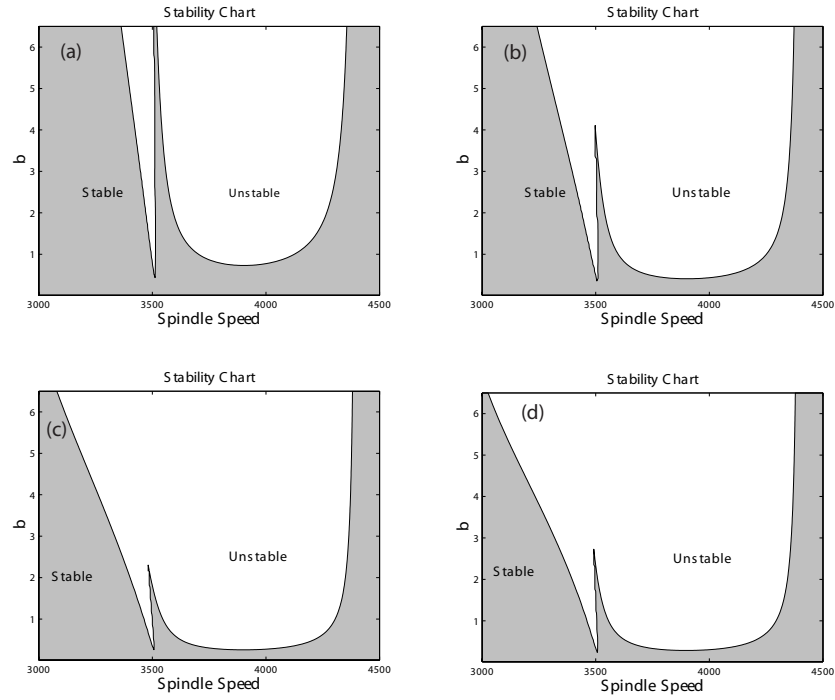 Stability Chart
(a)
6
5
4
3
2
1
b
Stable
Unstable
3000 3500 4000 4500
Spindle Speed
Stability Chart
(b)
6
5
4
3
2
1
b
Stable
Unstable
3000 3500 4000 4500
Spindle Speed
Stability Chart
(c)
6
5
4
3
2
1
b
Stable
Unstable
3000 3500 4000 4500
Spindle Speed
Stability Chart
(d)
6
5
4
3
2
1
b
Stable
Unstable
3000 3500 4000 4500
Spindle Speed